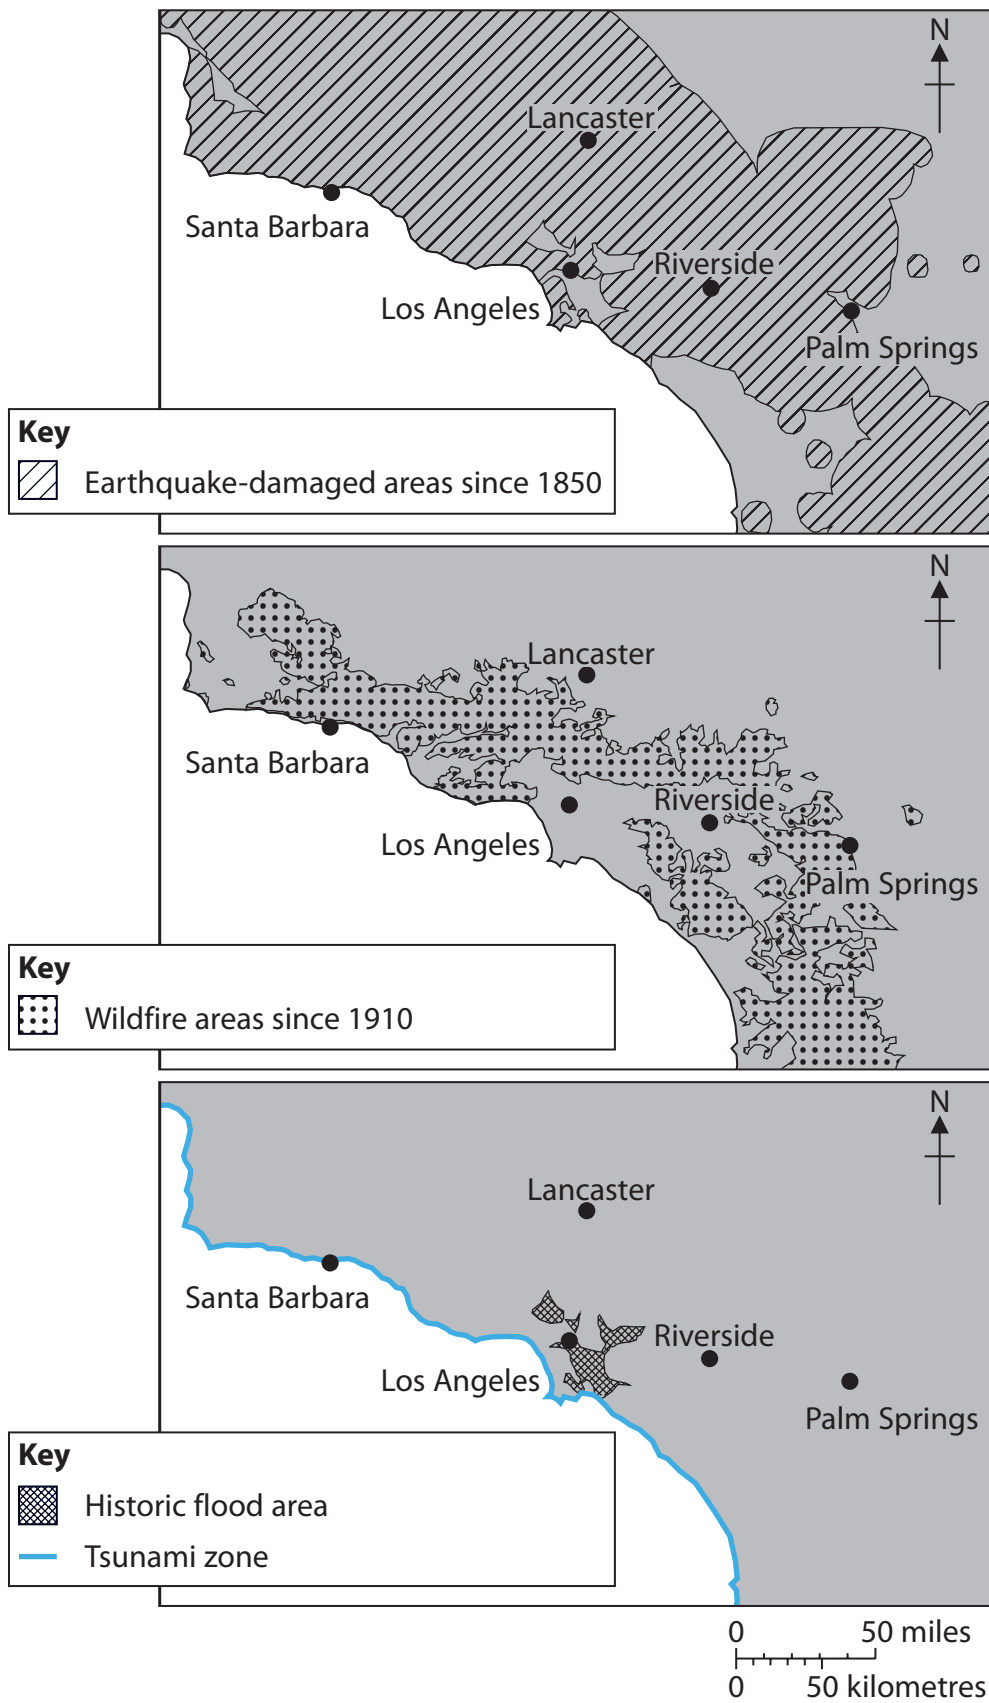 N
Lancaster
Santa Barbara
Riverside
Los Angeles
Palm Springs
Key
Earthquake-damaged areas since 1850
N
Lancaster
Santa Barbara
Riverside
Los Angeles
Palm Springs
Key
Wildfire areas since 1910
N
Lancaster
Santa Barbara
Riverside
Los Angeles
Palm Springs
Key
Historic flood area
Tsunami zone
0 50 miles
0 50 kilometres